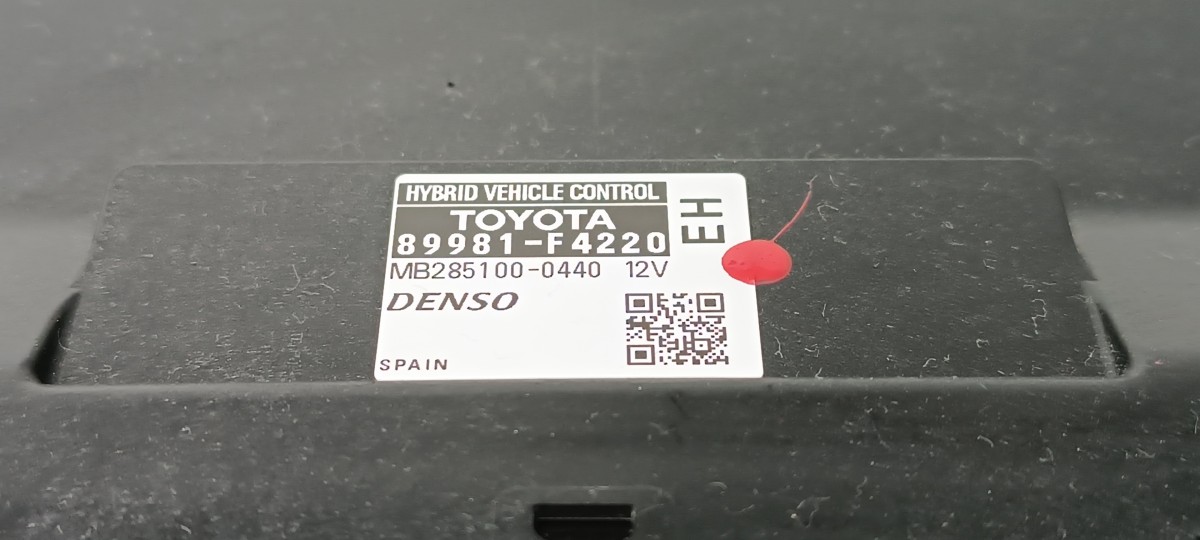 HYBRID VEHICLE CONTROL
TOYOTA
89981-F4220
EH
MB285100-0440 12V
DENSO
SPAIN